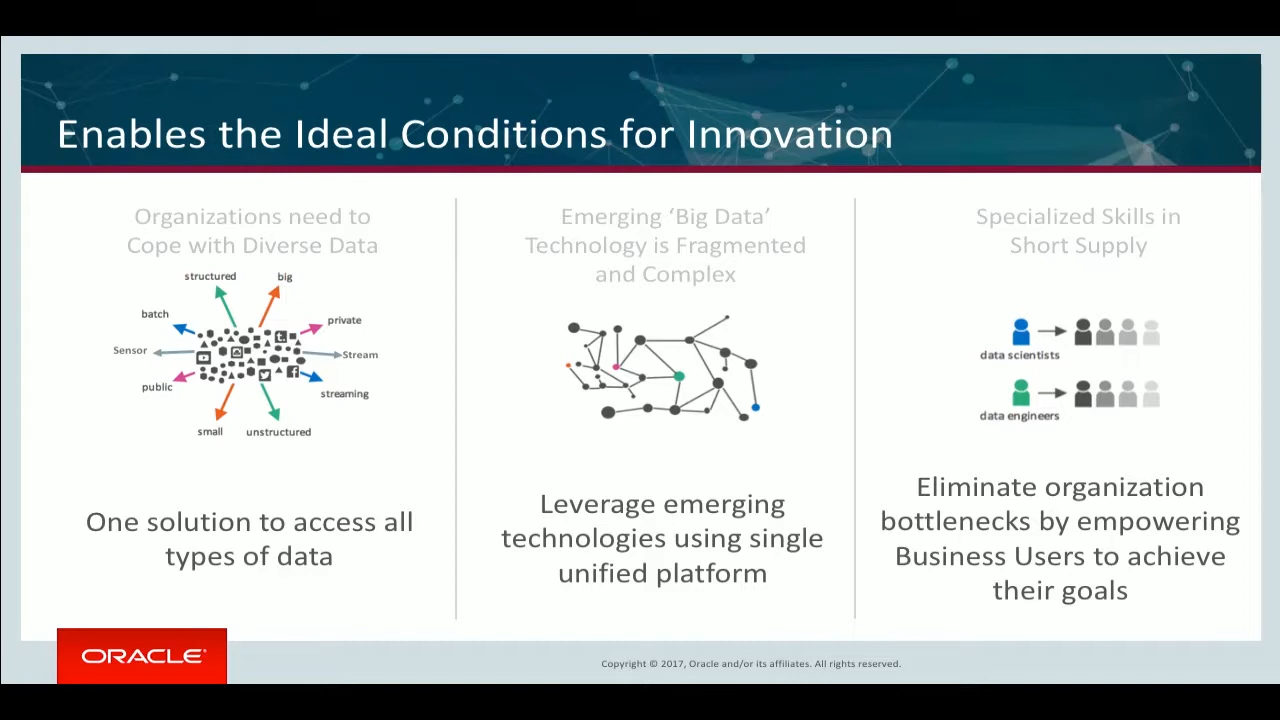 Enables the Ideal Conditions for Innovation
Organizations need to
Cope with Diverse Data
structured
big
batch
private
Sensor
Stream
public
streaming
small
unstructured
One solution to access all
types of data
Emerging ‘Big Data’
Technology is Fragmented
and Complex
Leverage emerging
technologies using single
unified platform
Specialized Skills in
Short Supply
data scientists
data engineers
Eliminate organization
bottlenecks by empowering
Business Users to achieve
their goals
ORACLE®
Copyright © 2017, Oracle and/or its affiliates. All rights reserved.